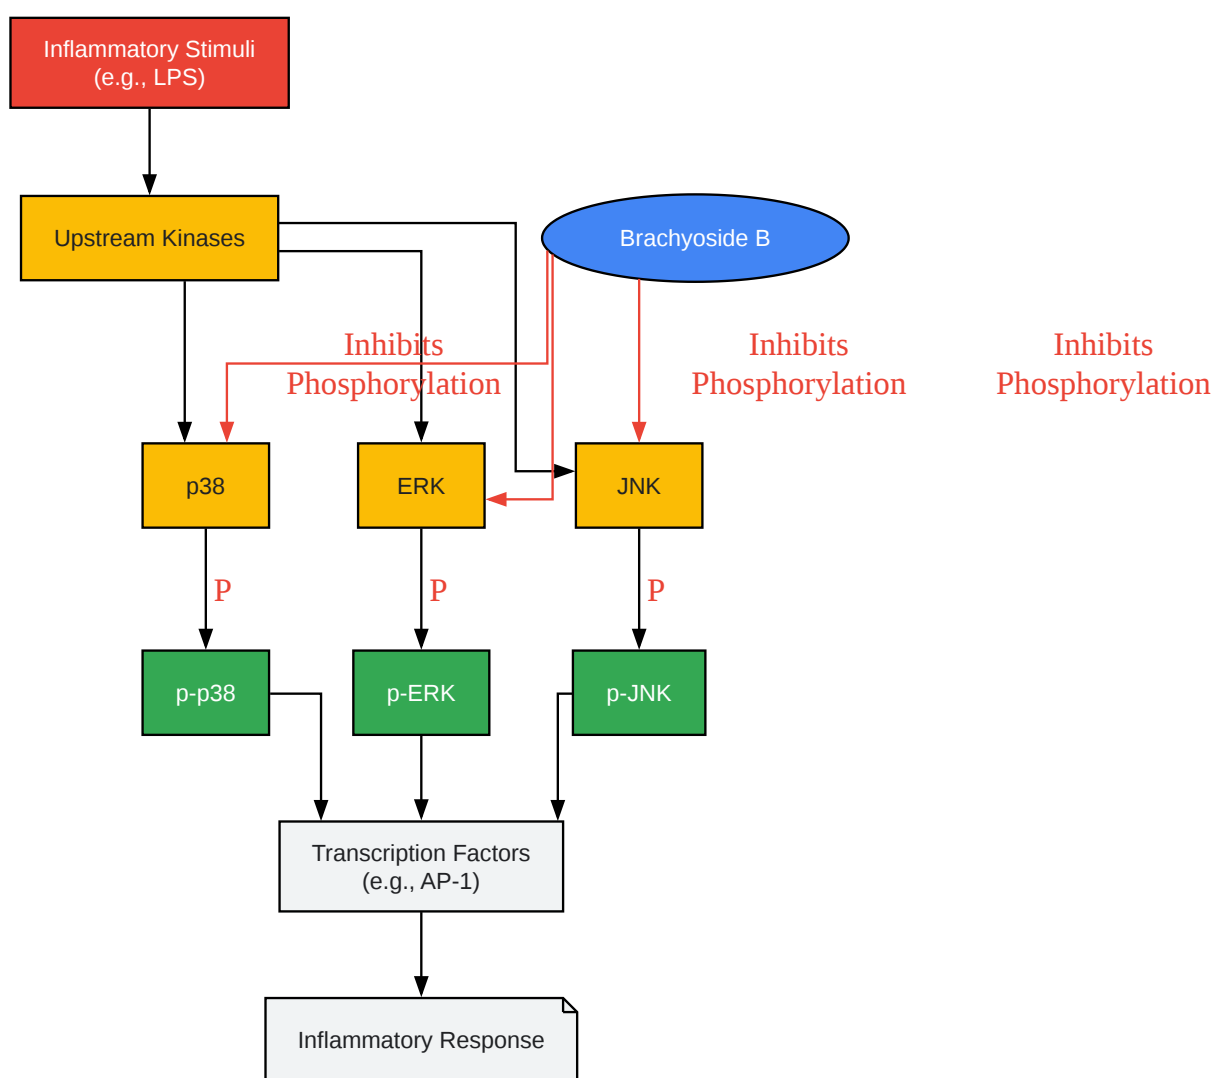 Inflammatory Stimuli
(e.g., LPS)
Upstream Kinases
Brachyoside B
Inhibits
Phosphorylation
Inhibits
Phosphorylation
Inhibits
Phosphorylation
p38
ERK
JNK
P
P
P
p-p38
p-ERK
p-JNK
Transcription Factors
(e.g., AP-1)
Inflammatory Response